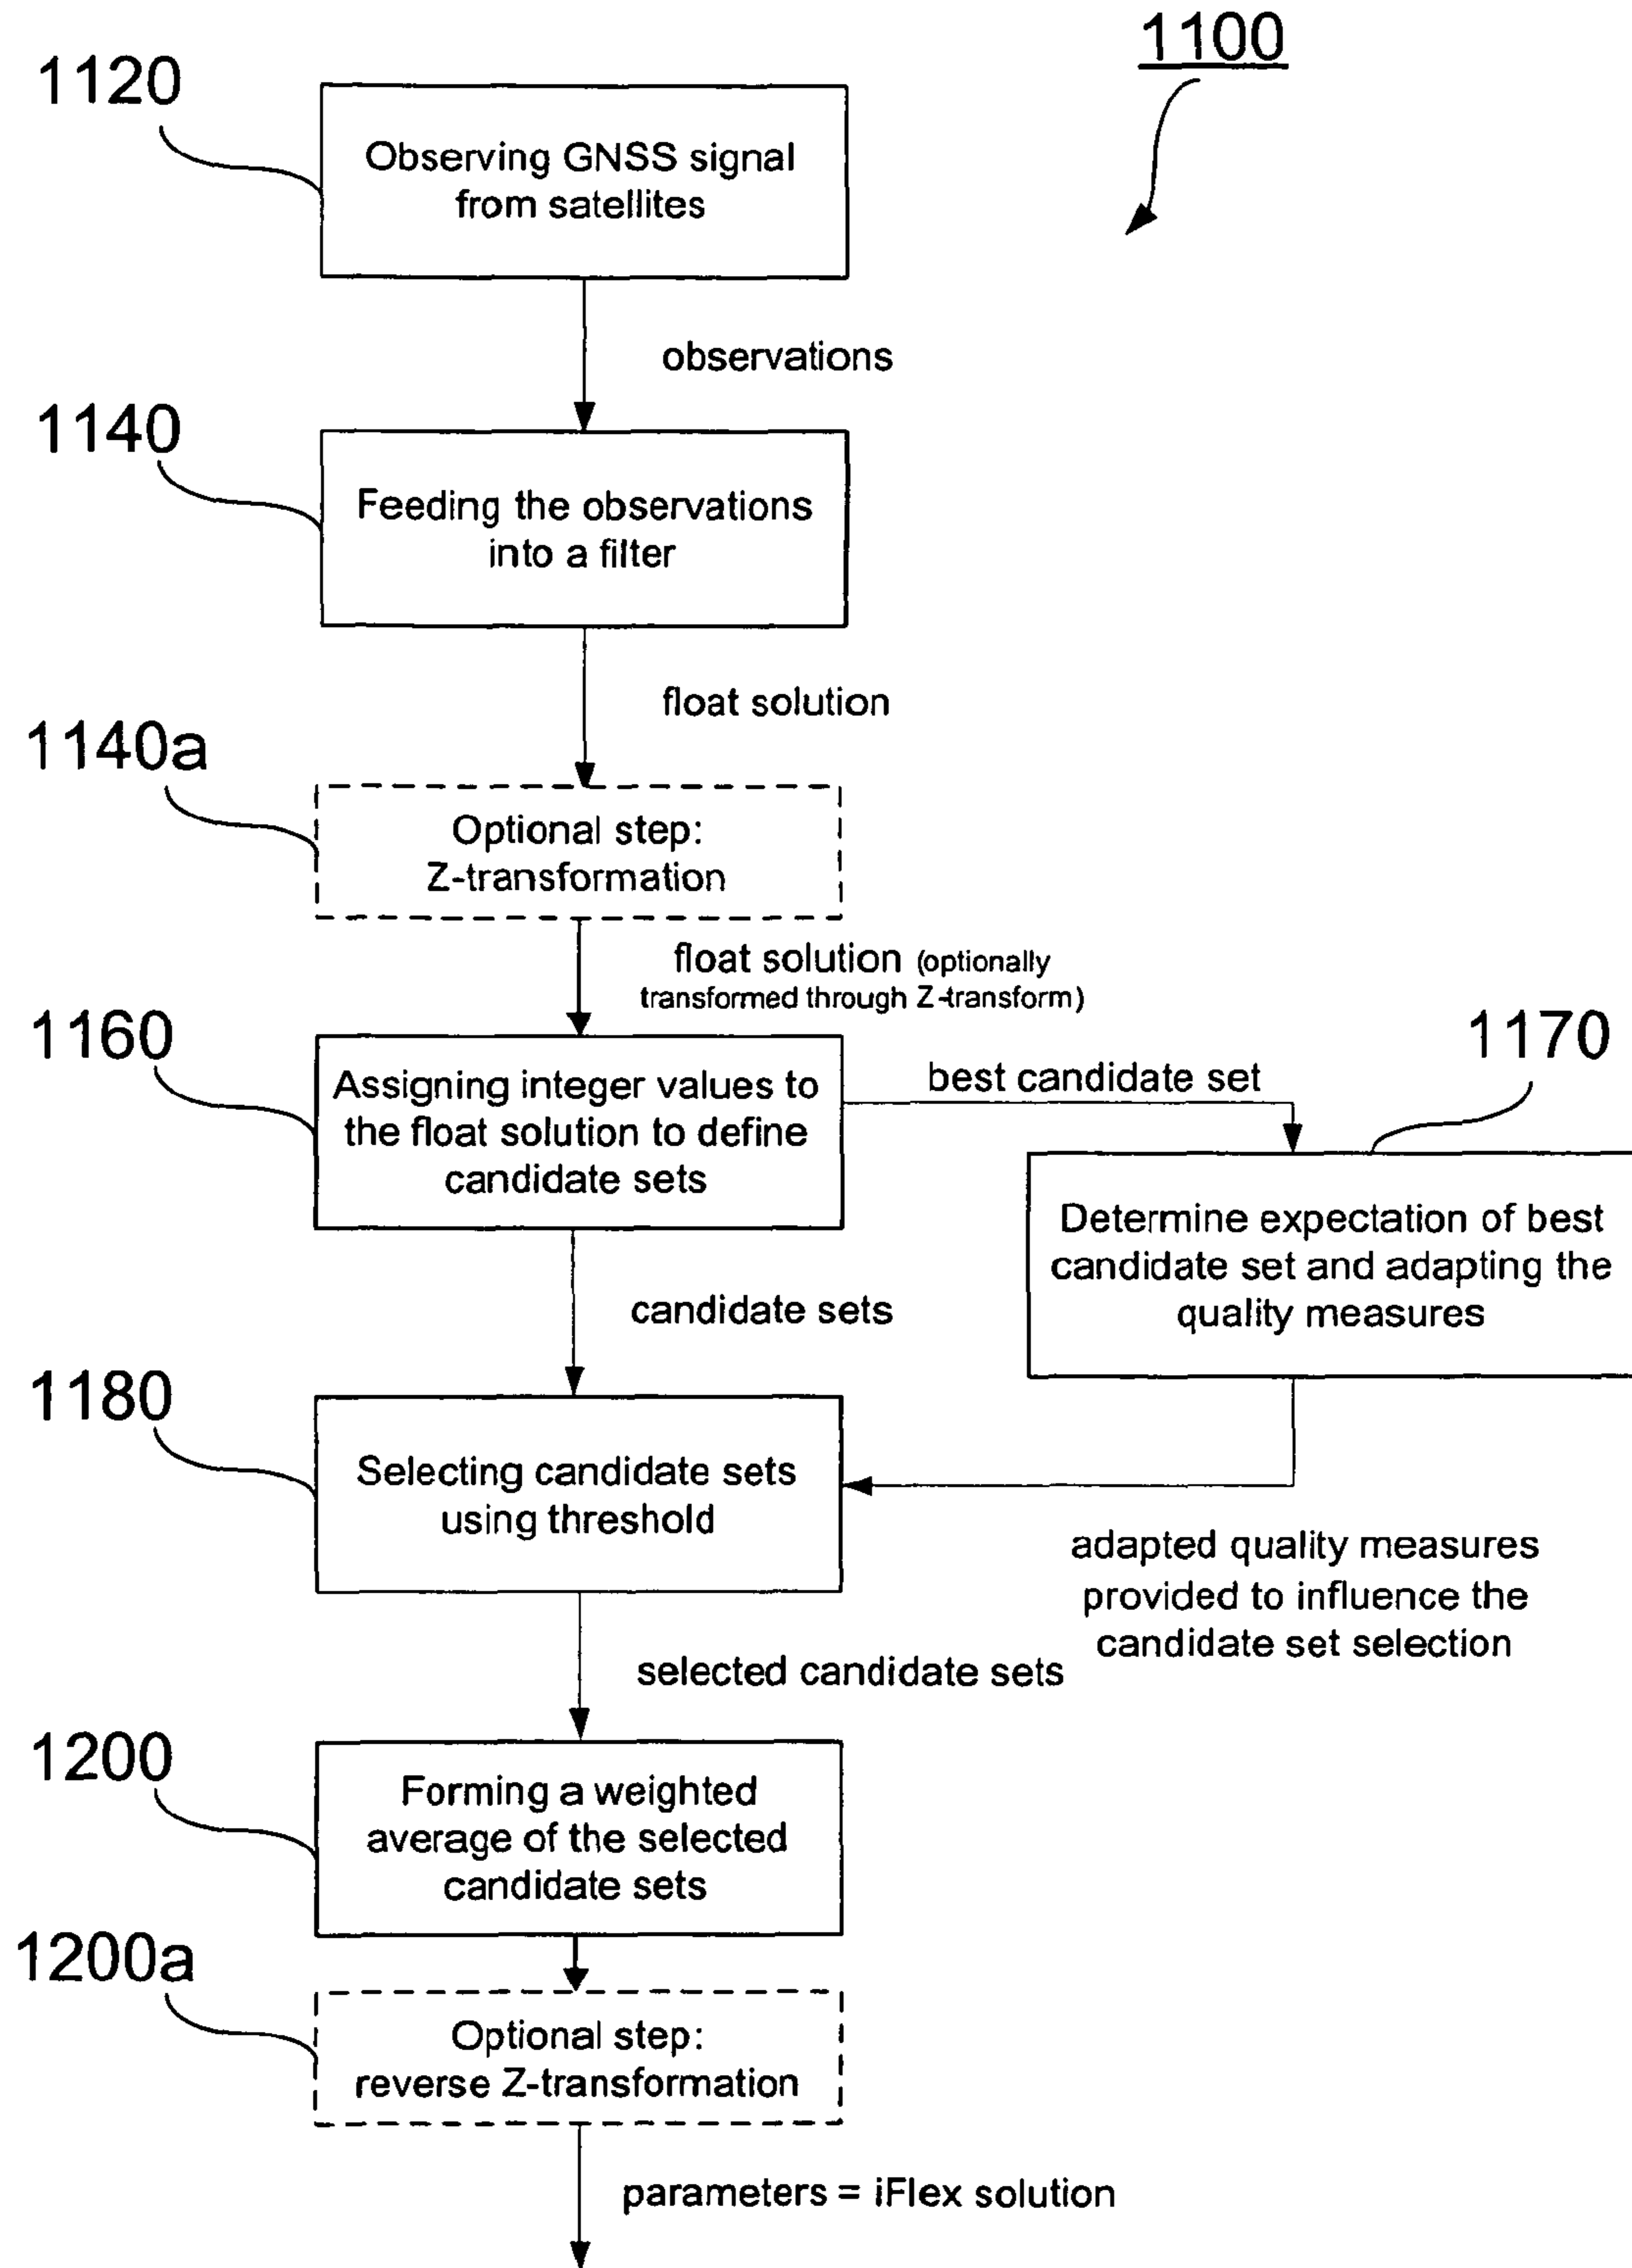 1100
1120
Observing GNSS signal
from satellites
observations
1140
Feeding the observations
into a filter
float solution
1140a
Optional step:
Z-transformation
float solution (optionally
transformed through Z-transform)
1160
Assigning integer values to
the float solution to define
candidate sets
best candidate set
1170
Determine expectation of best
candidate set and adapting the
quality measures
candidate sets
1180
Selecting candidate sets
using threshold
adapted quality measures
provided to influence the
candidate set selection
selected candidate sets
1200
Forming a weighted
average of the selected
candidate sets
1200a
Optional step:
reverse Z-transformation
parameters = iFlex solution